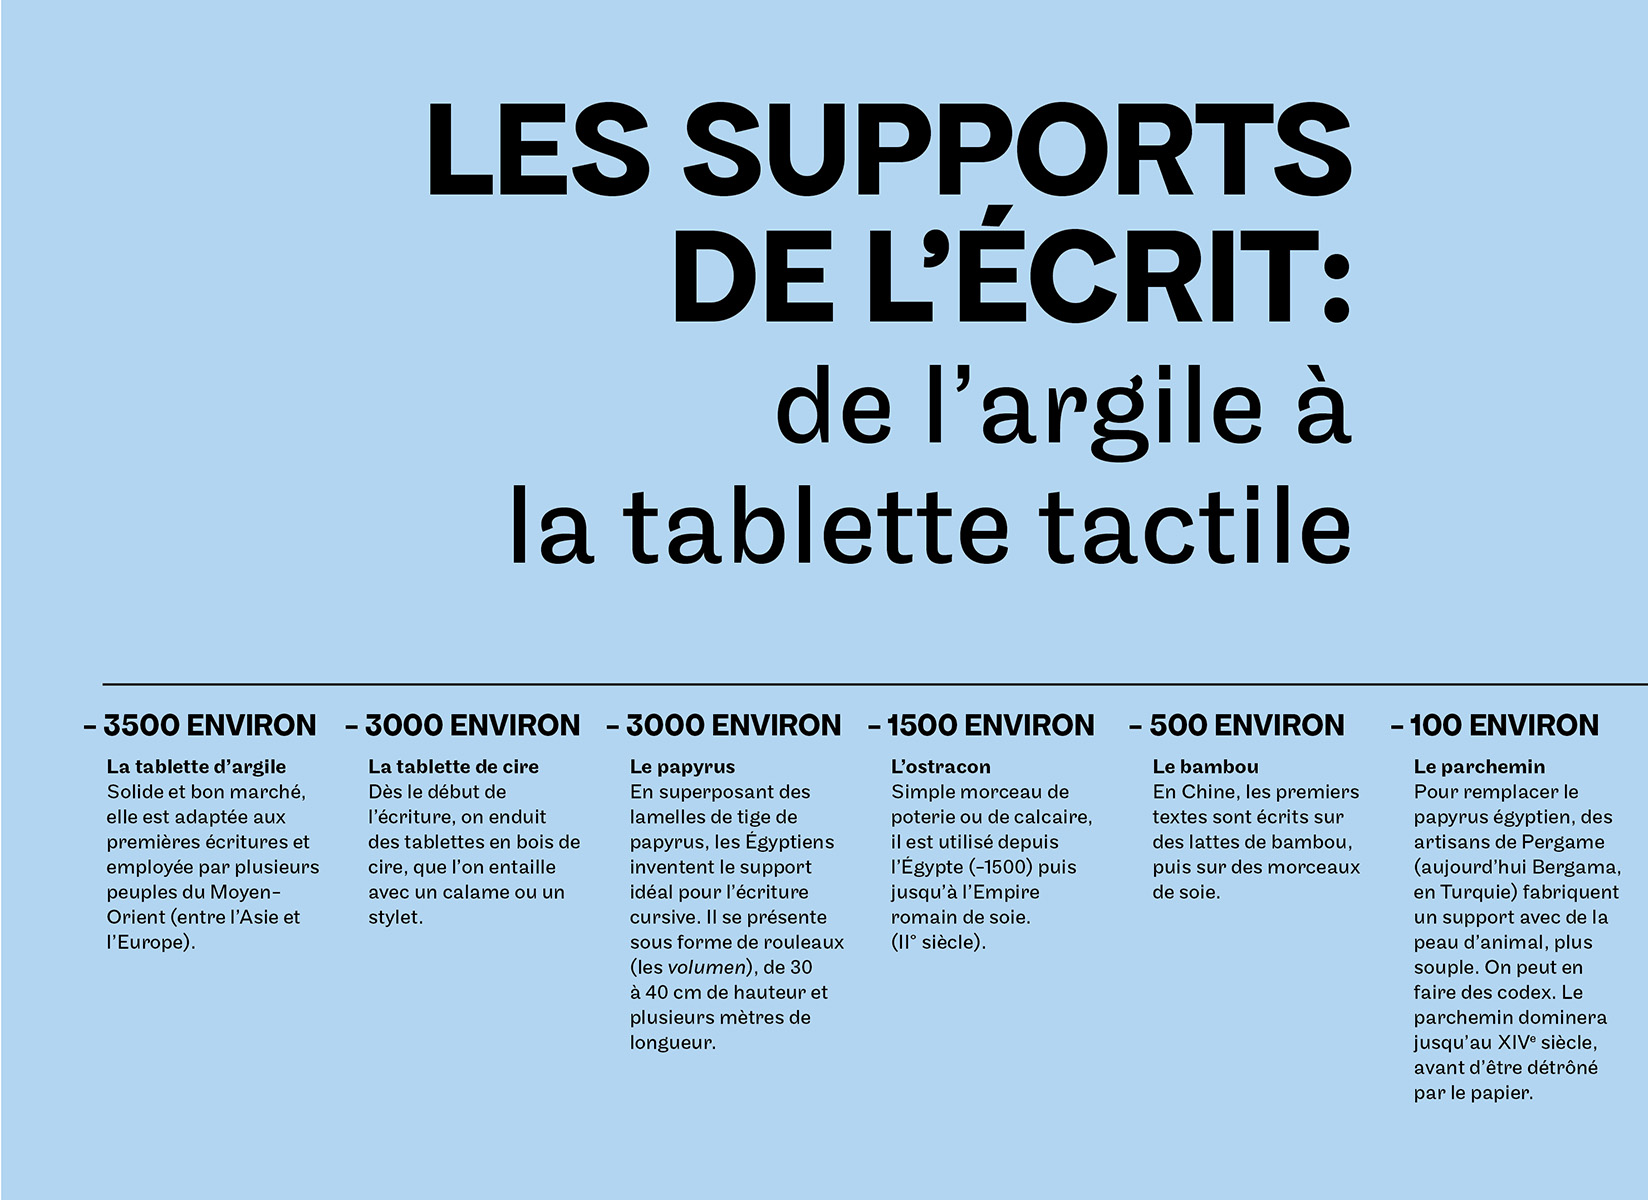 LES SUPPORTS
DE L’ÉCRIT:
de l’argile à
la tablette tactile
– 3500 ENVIRON
La tablette d’argile
Solide et bon marché,
elle est adaptée aux
premières écritures et
employée par plusieurs
peuples du Moyen-
Orient (entre l’Asie et
l’Europe).
– 3000 ENVIRON
La tablette de cire
Dès le début de
l’écriture, on enduit
des tablettes en bois de
cire, que l’on entaille
avec un calame ou un
stylet.
– 3000 ENVIRON
Le papyrus
En superposant des
lamelles de tige de
papyrus, les Égyptiens
inventent le support
idéal pour l’écriture
cursive. Il se présente
sous forme de rouleaux
(les volumen), de 30
à 40 cm de hauteur et
plusieurs mètres de
longueur.
– 1500 ENVIRON
L’ostracon
Simple morceau de
poterie ou de calcaire,
il est utilisé depuis
l’Égypte (-1500) puis
jusqu’à l’Empire
romain de soie.
(II° siècle).
– 500 ENVIRON
Le bambou
En Chine, les premiers
textes sont écrits sur
des lattes de bambou,
puis sur des morceaux
de soie.
– 100 ENVIRON
Le parchemin
Pour remplacer le
papyrus égyptien, des
artisans de Pergame
(aujourd’hui Bergama,
en Turquie) fabriquent
un support avec de la
peau d’animal, plus
souple. On peut en
faire des codex. Le
parchemin dominera
jusqu’au XIVᵉ siècle,
avant d’être détrôné
par le papier.